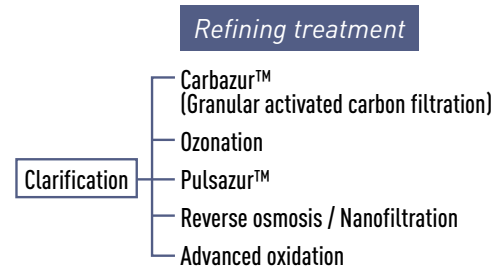 Refining treatment
Carbazur™
(Granular activated carbon filtration)
Ozonation
Clarification
Pulsazur™
Reverse osmosis / Nanofiltration
Advanced oxidation